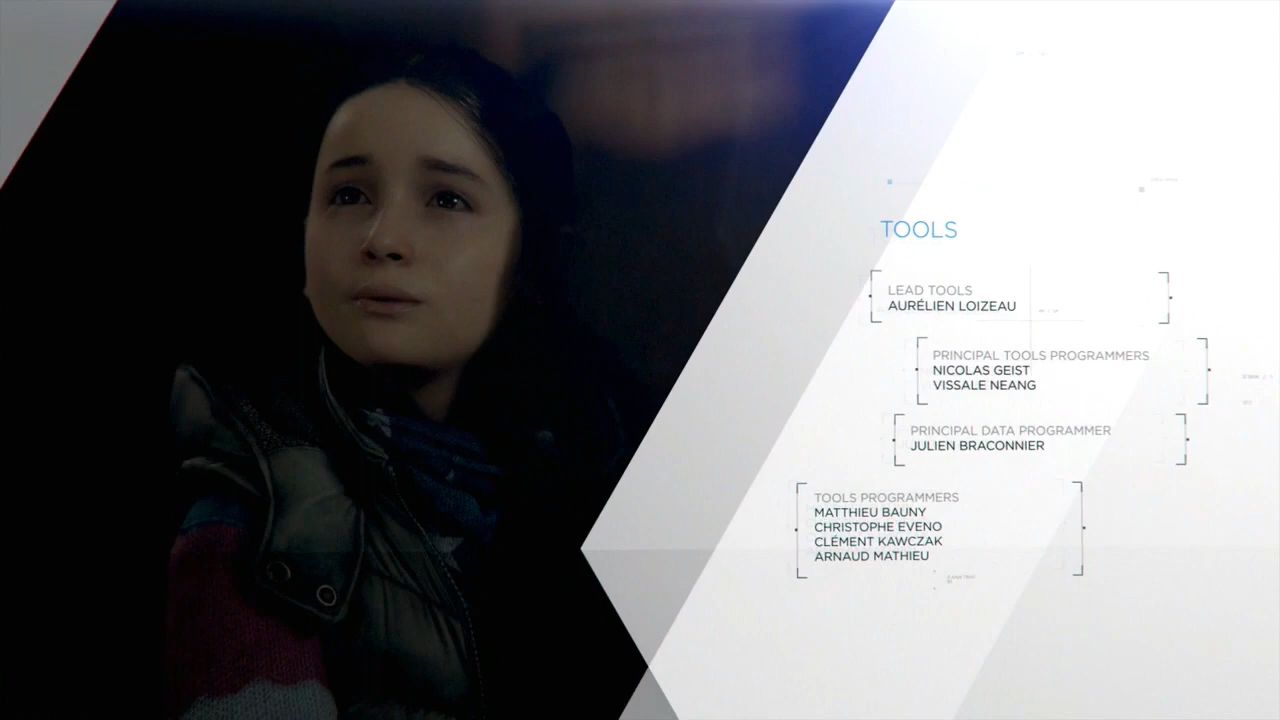 TOOLS
LEAD TOOLS
AURÉLIEN LOIZEAU
PRINCIPAL TOOLS PROGRAMMERS
NICOLAS GEIST
VISSALE NEANG
PRINCIPAL DATA PROGRAMMER
JULIEN BRACONNIER
TOOLS PROGRAMMERS
MATTHIEU BAUNY
CHRISTOPHE EVENO
CLÉMENT KAWCZAK
ARNAUD MATHIEU